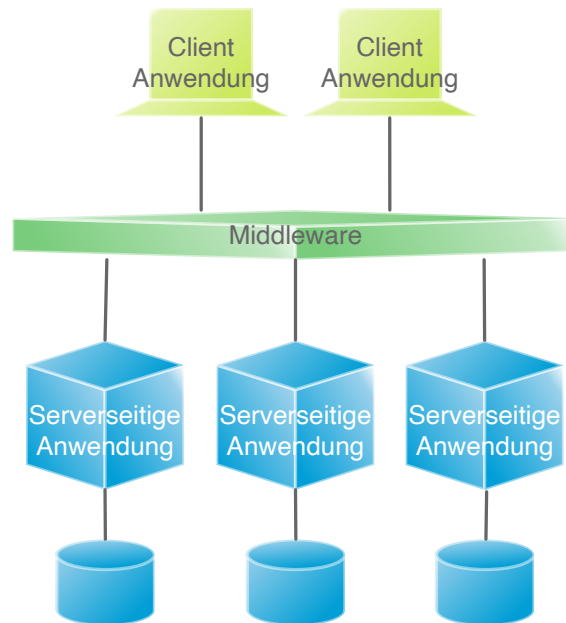 Client
Anwendung
Client
Anwendung
Middleware
Serverseitige
Anwendung
Serverseitige
Anwendung
Serverseitige
Anwendung